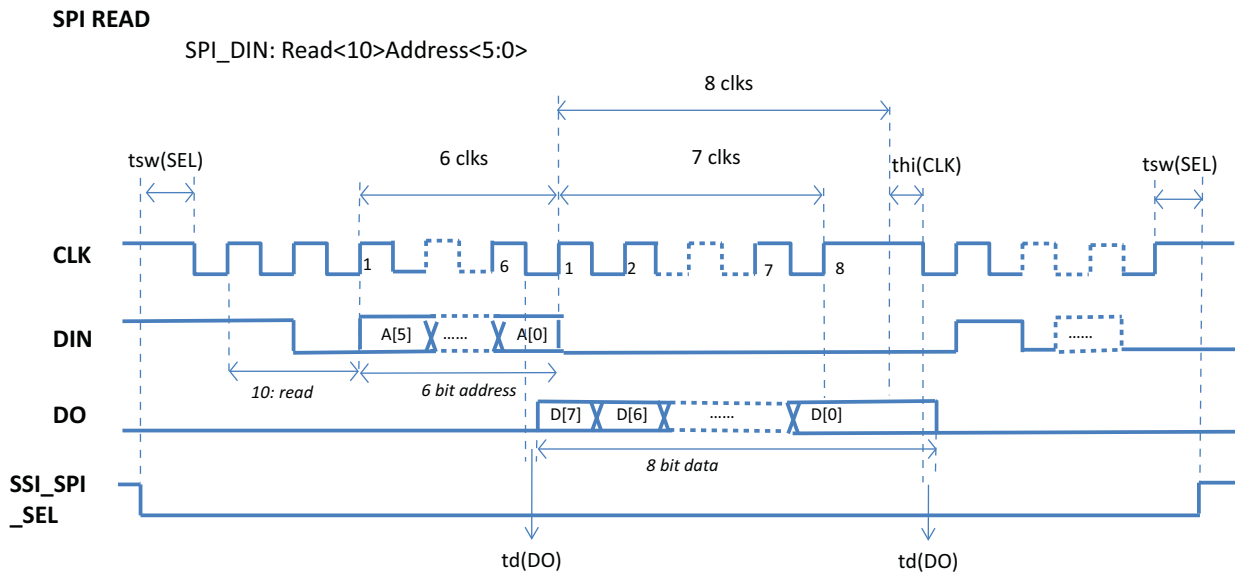 SPI READ
SPI_DIN: Read<10>Address<5:0>
8 clks
6 clks
7 clks
tsw(SEL)
thi(CLK)
tsw(SEL)
CLK
1
6
1
2
7
8
DIN
A[5]
......
A[0]
......
10: read
6 bit address
DO
D[7]
D[6]
......
D[0]
8 bit data
SSI_SPI
_SEL
td(DO)
td(DO)